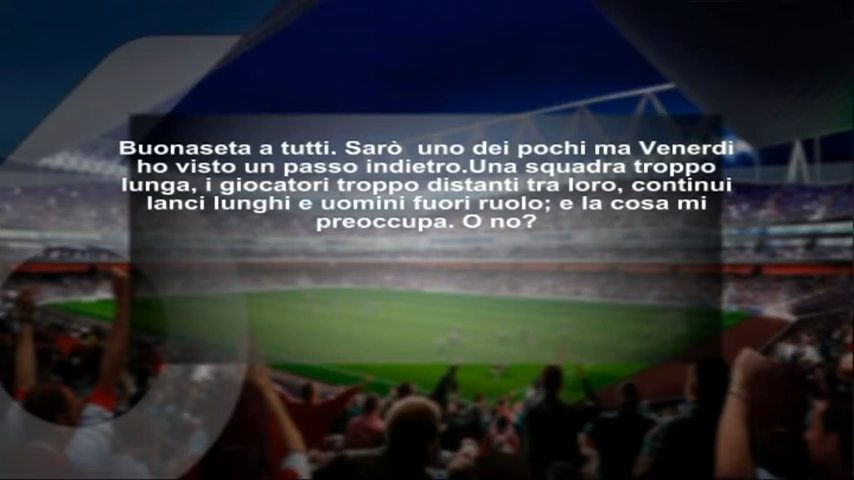 Buonaseta a tutti. Sarò  uno dei pochi ma Venerdì
ho visto un passo indietro.Una squadra troppo
lunga, i giocatori troppo distanti tra loro, continui
lanci lunghi e uomini fuori ruolo; e la cosa mi
preoccupa. O no?